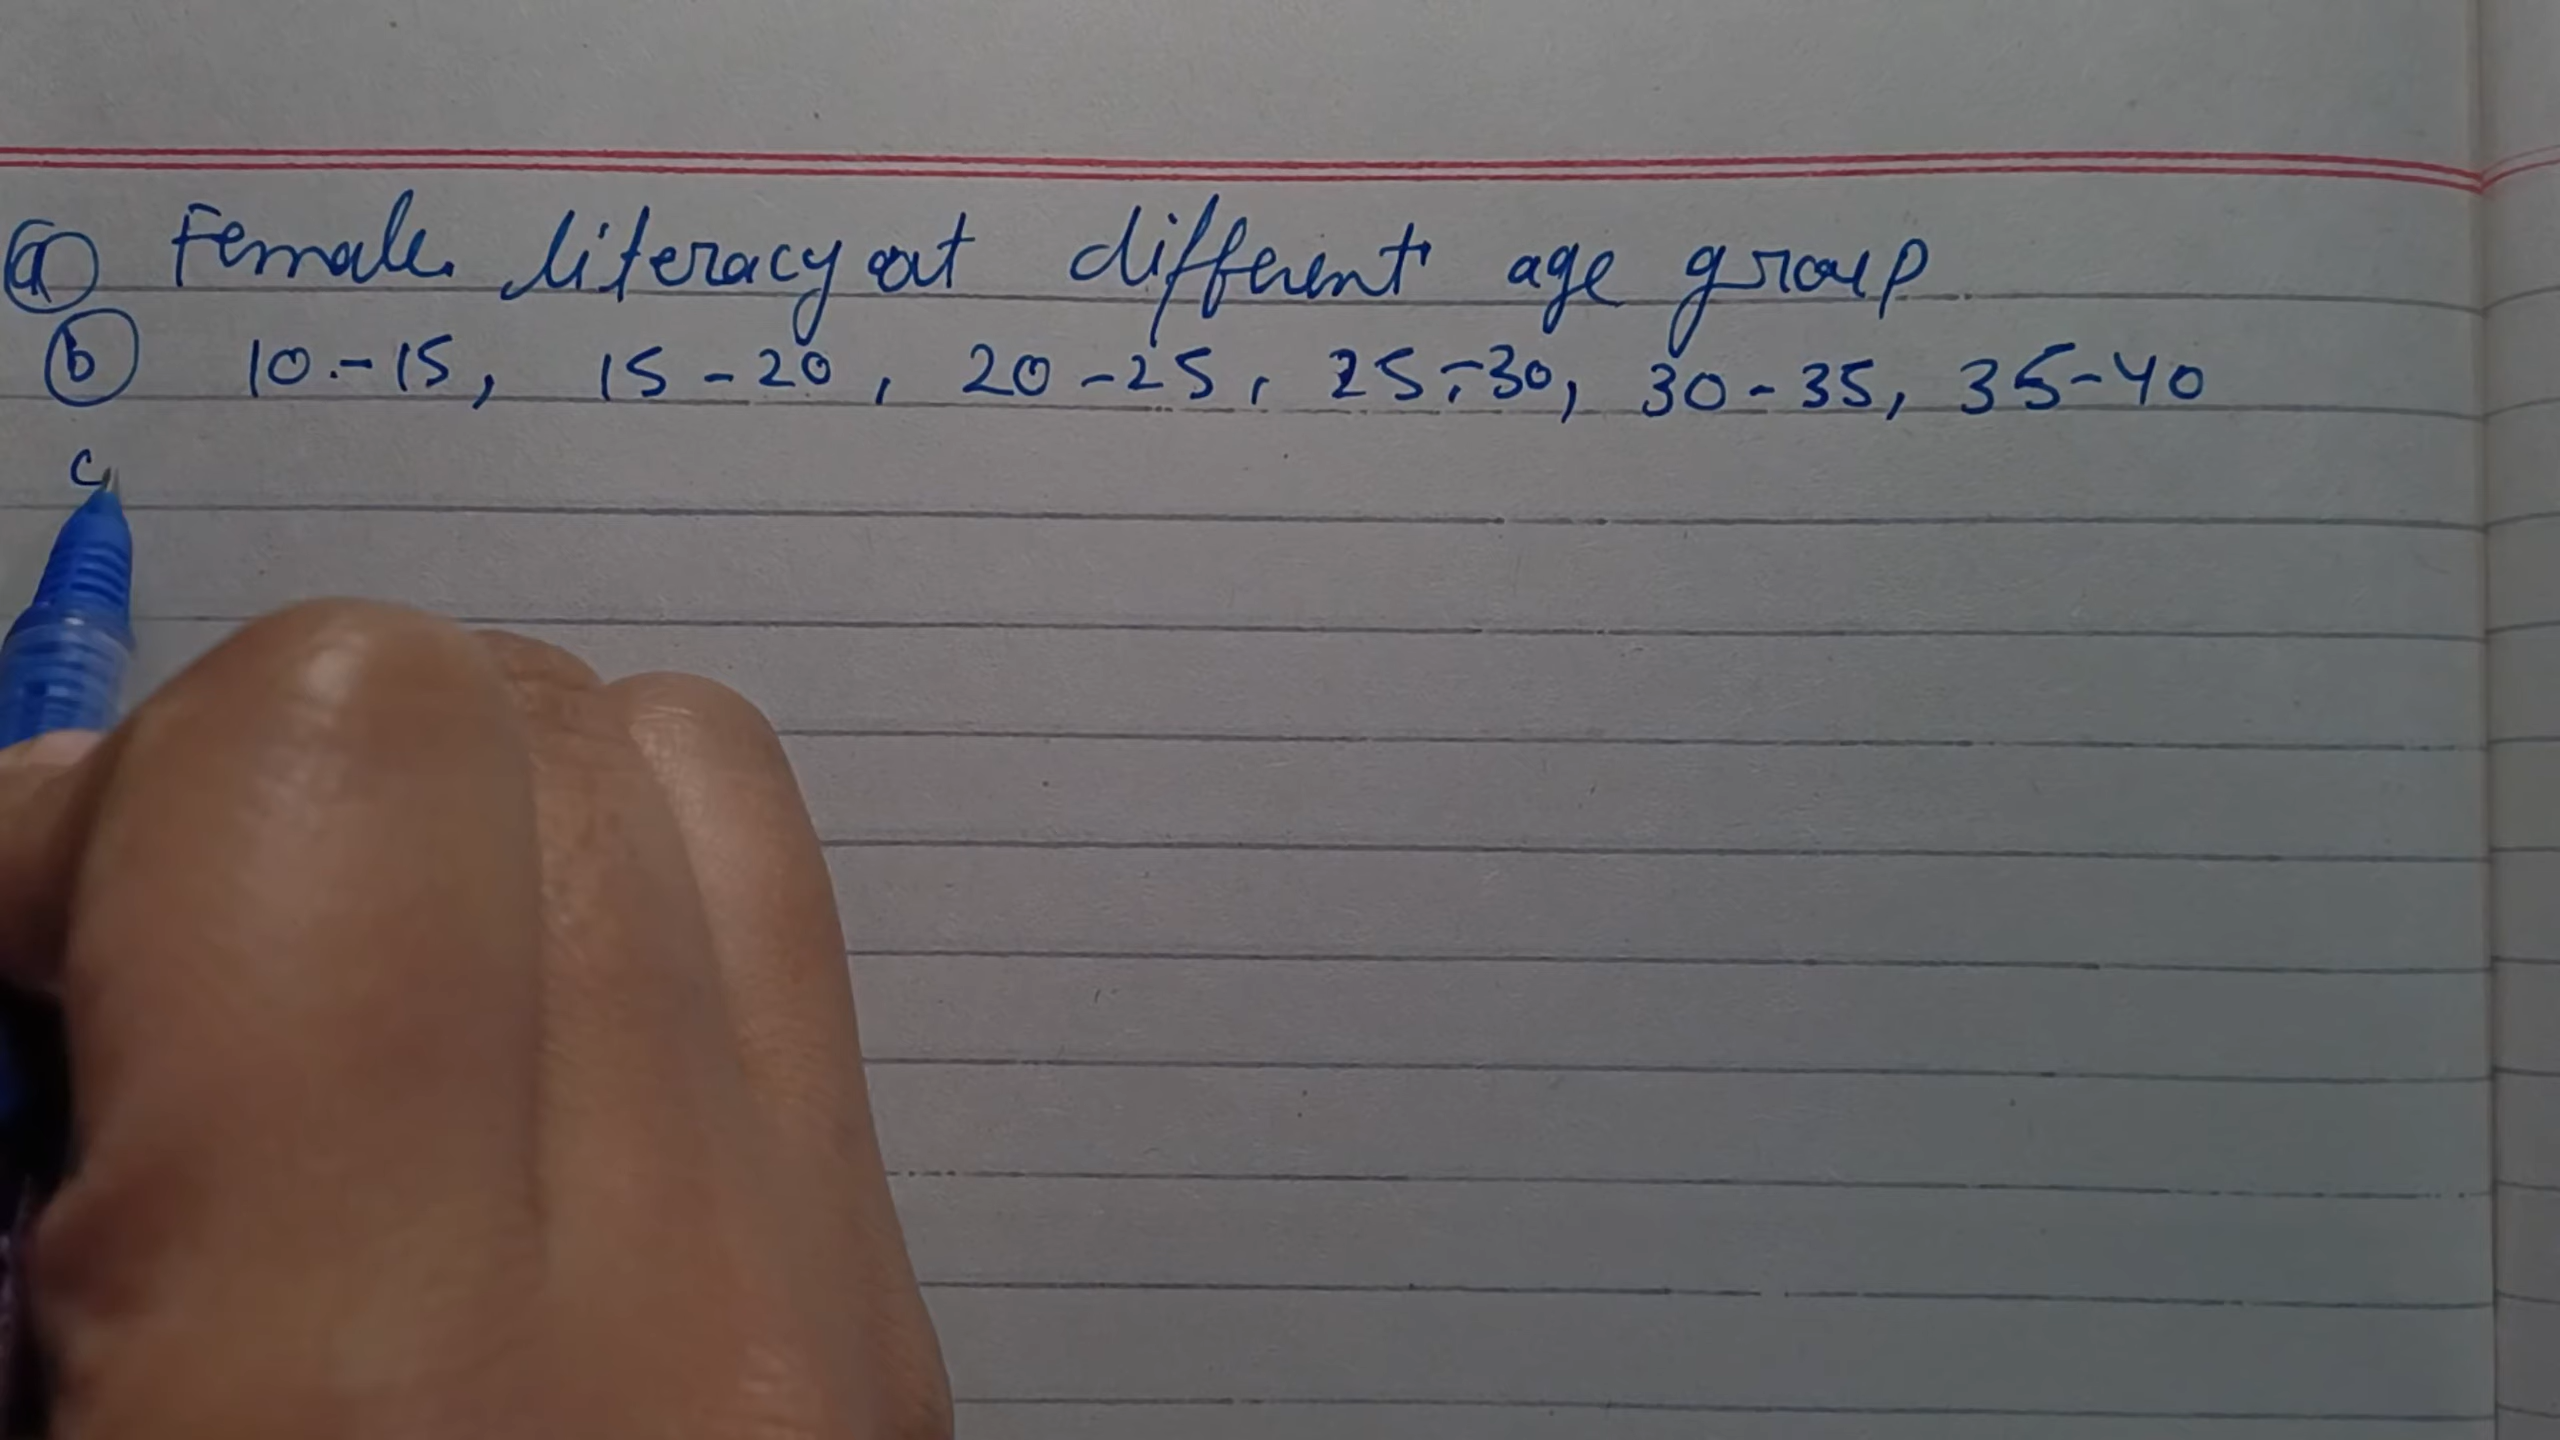 (a) Female literacy at different age group
(b) 10-15, 15-20, 20-25, 25-30, 30-35, 35-40
c